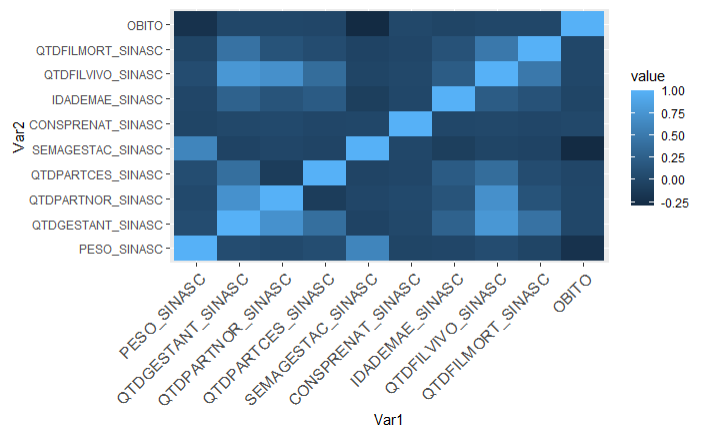 OBITO
QTDFILMORT_SINASC
QTDFILVIVO_SINASC
IDADEMAE_SINASC
CONSPRENAT_SINASC
SEMAGESTAC_SINASC
QTDPARTCES_SINASC
QTDPARTNOR_SINASC
QTDGESTANT_SINASC
PESO_SINASC
Var2
PESO_SINASC
QTDGESTANT_SINASC
QTDPARTNOR_SINASC
QTDPARTCES_SINASC
SEMAGESTAC_SINASC
CONSPRENAT_SINASC
IDADEMAE_SINASC
QTDFILVIVO_SINASC
QTDFILMORT_SINASC
OBITO
Var1
value
1.00
0.75
0.50
0.25
0.00
-0.25